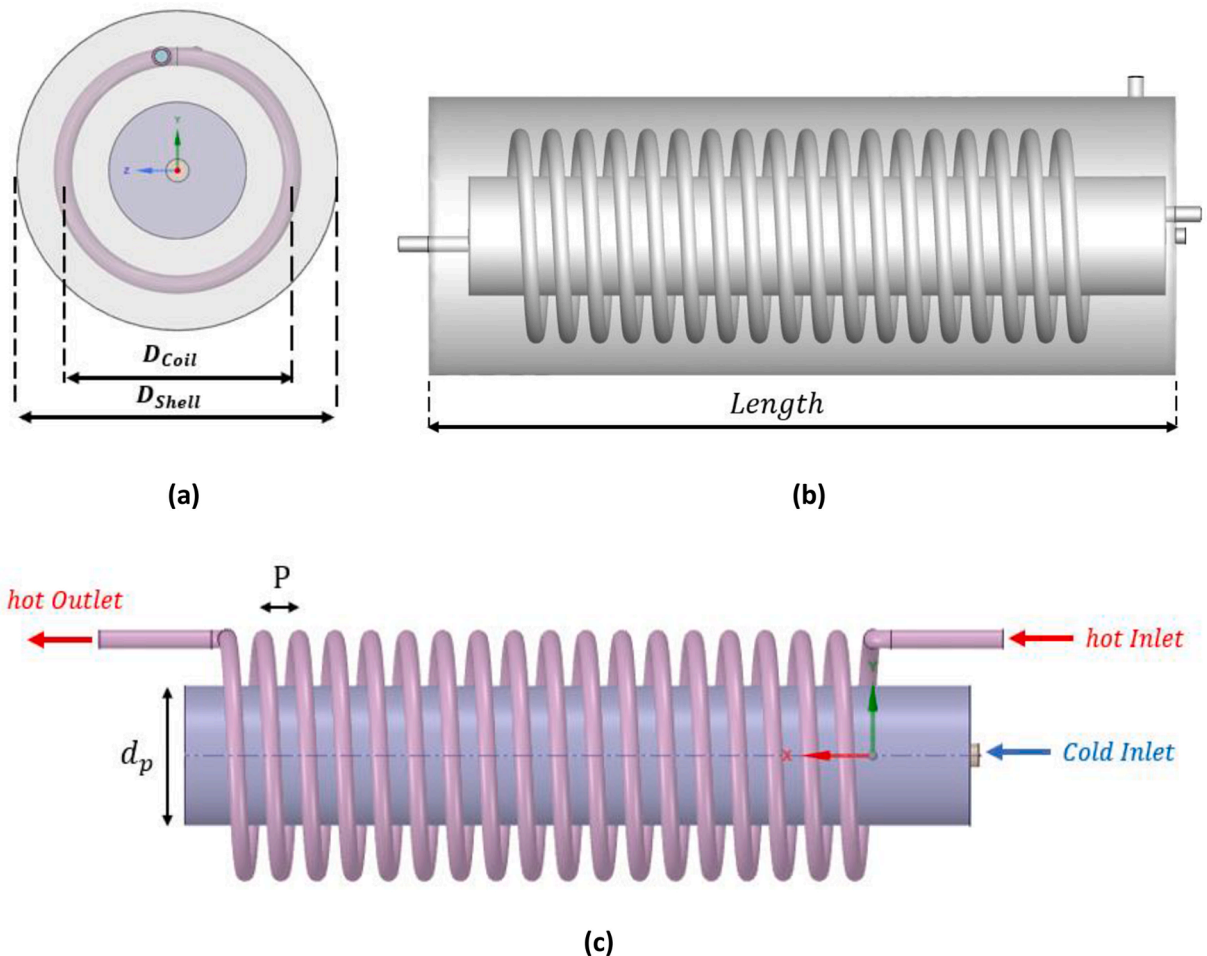 Y
Z
D_Coil
D_Shell
Length
(a)
(b)
P
hot Outlet
hot Inlet
Y
d_p
X
Cold Inlet
(c)